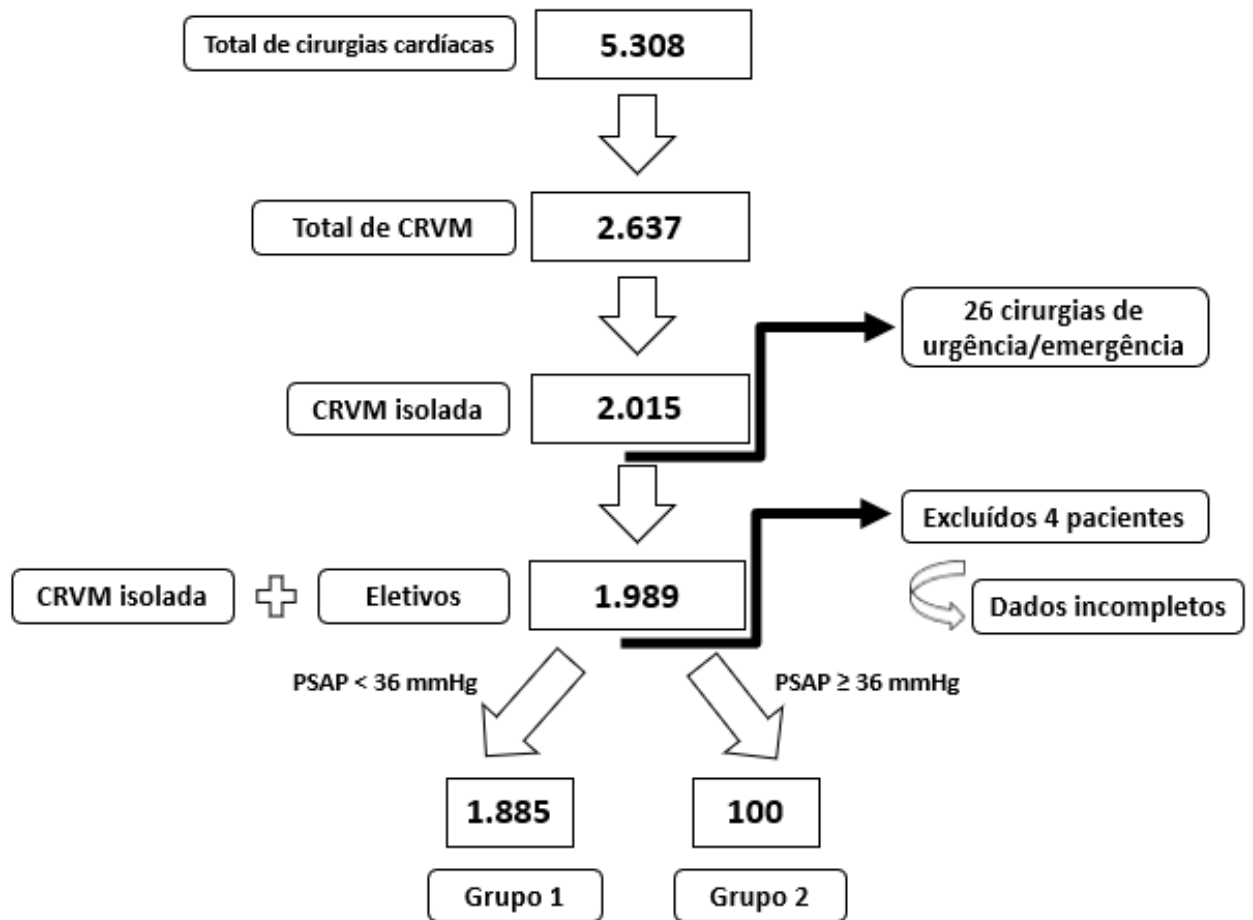 Total de cirurgias cardíacas
5.308
Total de CRVM
2.637
26 cirurgias de
urgência/emergência
CRVM isolada
2.015
Excluídos 4 pacientes
CRVM isolada
Eletivos
1.989
Dados incompletos
PSAP < 36 mmHg
PSAP ≥ 36 mmHg
1.885
100
Grupo 1
Grupo 2